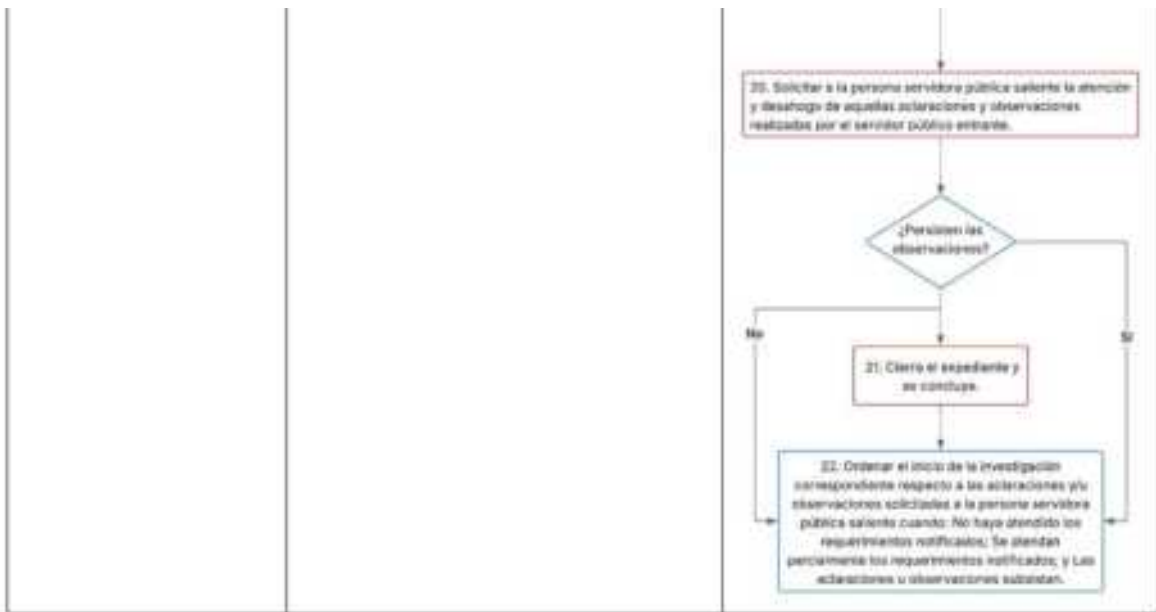 20. Solicitar a la persona servidora pública saliente la atención
y desahogo de aquellas aclaraciones y observaciones
realizadas por el servidor público entrante.
¿Persisten las
observaciones?
No
Sí
21. Cierra el expediente y
se concluye.
22. Ordenar el inicio de la investigación
correspondiente respecto a las aclaraciones y/u
observaciones solicitadas a la persona servidora
pública saliente cuando: No haya atendido los
requerimientos notificados; Se atiendan
parcialmente los requerimientos notificados; y Las
aclaraciones u observaciones subsistan.